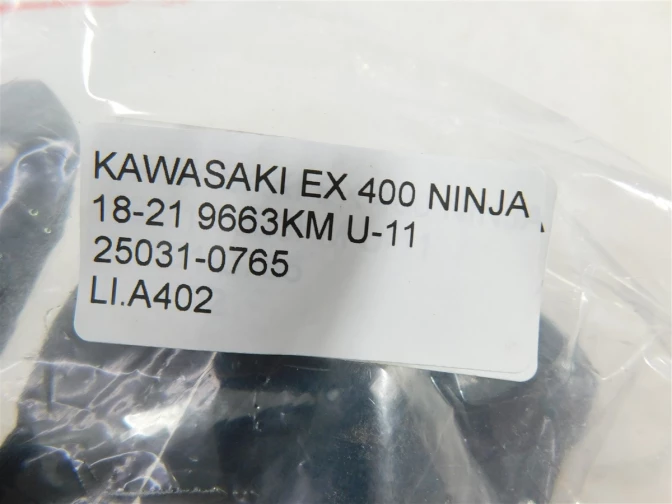 KAWASAKI EX 400 NINJA
18-21 9663KM U-11
25031-0765
LI.A402